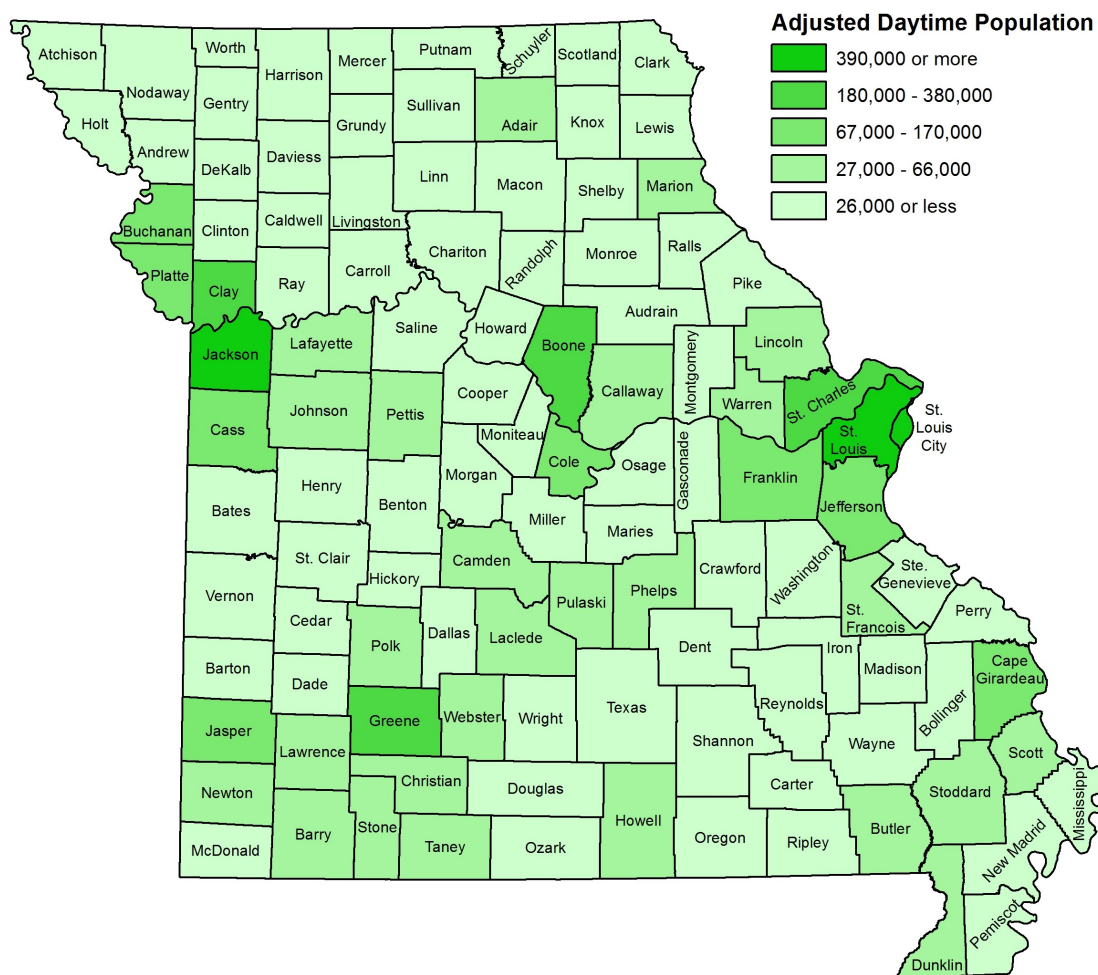 Adjusted Daytime Population
390,000 or more
180,000 - 380,000
67,000 - 170,000
27,000 - 66,000
26,000 or less
Atchison
Nodaway
Worth
Harrison
Mercer
Putnam
Schuyler
Scotland
Clark
Holt
Gentry
Sullivan
Adair
Knox
Lewis
Andrew
DeKalb
Daviess
Grundy
Linn
Macon
Shelby
Marion
Buchanan
Clinton
Caldwell
Livingston
Chariton
Randolph
Monroe
Ralls
Platte
Clay
Ray
Carroll
Pike
Jackson
Lafayette
Saline
Howard
Boone
Audrain
Montgomery
Lincoln
Cass
Johnson
Pettis
Cooper
Moniteau
Callaway
Warren
St. Charles
St.
Louis
St.
Louis
City
Cole
Osage
Gasconade
Franklin
Jefferson
Bates
Henry
Benton
Morgan
Miller
Maries
Vernon
St. Clair
Hickory
Camden
Pulaski
Phelps
Crawford
Washington
Ste.
Genevieve
St.
Francois
Perry
Cedar
Polk
Dallas
Laclede
Dent
Iron
Madison
Bollinger
Cape
Girardeau
Barton
Dade
Greene
Webster
Wright
Texas
Shannon
Reynolds
Wayne
Scott
Mississippi
Jasper
Lawrence
Christian
Douglas
Howell
Carter
Butler
Stoddard
Newton
Barry
Stone
Taney
Ozark
Oregon
Ripley
New Madrid
McDonald
Pemiscot
Dunklin